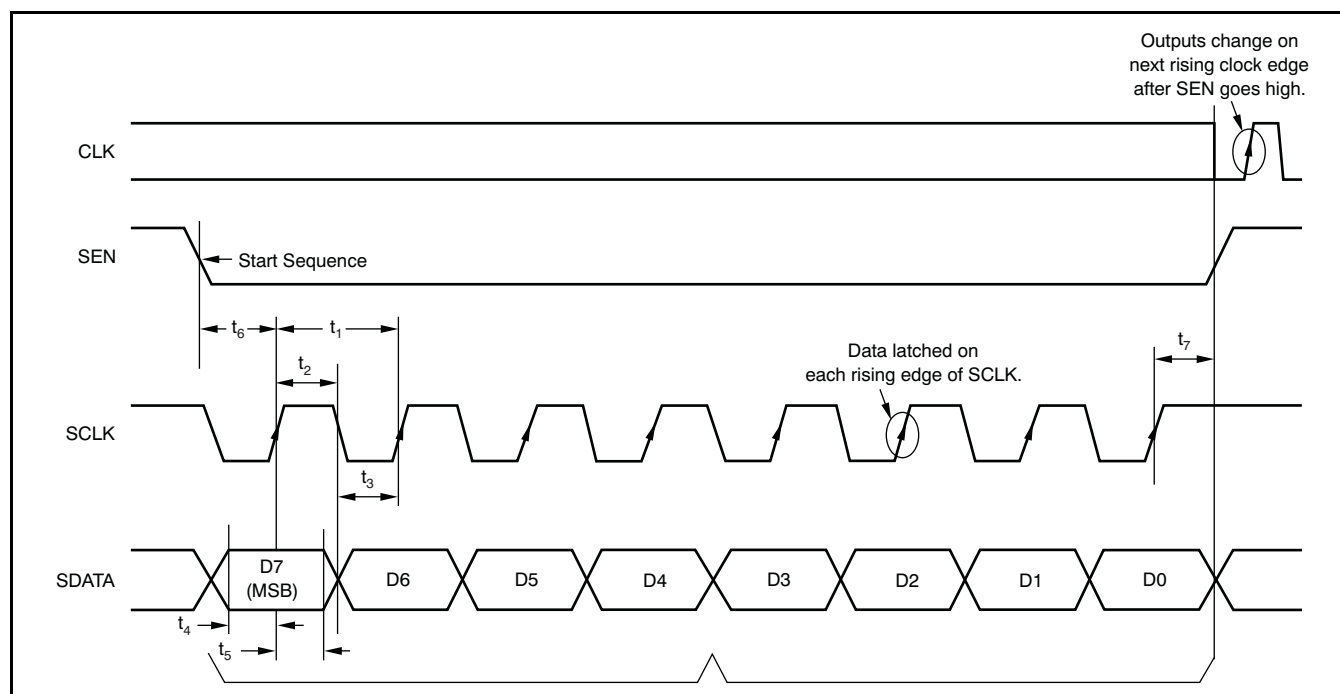 Outputs change on
next rising clock edge
after SEN goes high.
CLK
SEN
Start Sequence
t6
t1
t2
t7
Data latched on
each rising edge of SCLK.
SCLK
t3
SDATA
D7
(MSB)
D6
D5
D4
D3
D2
D1
D0
t4
t5